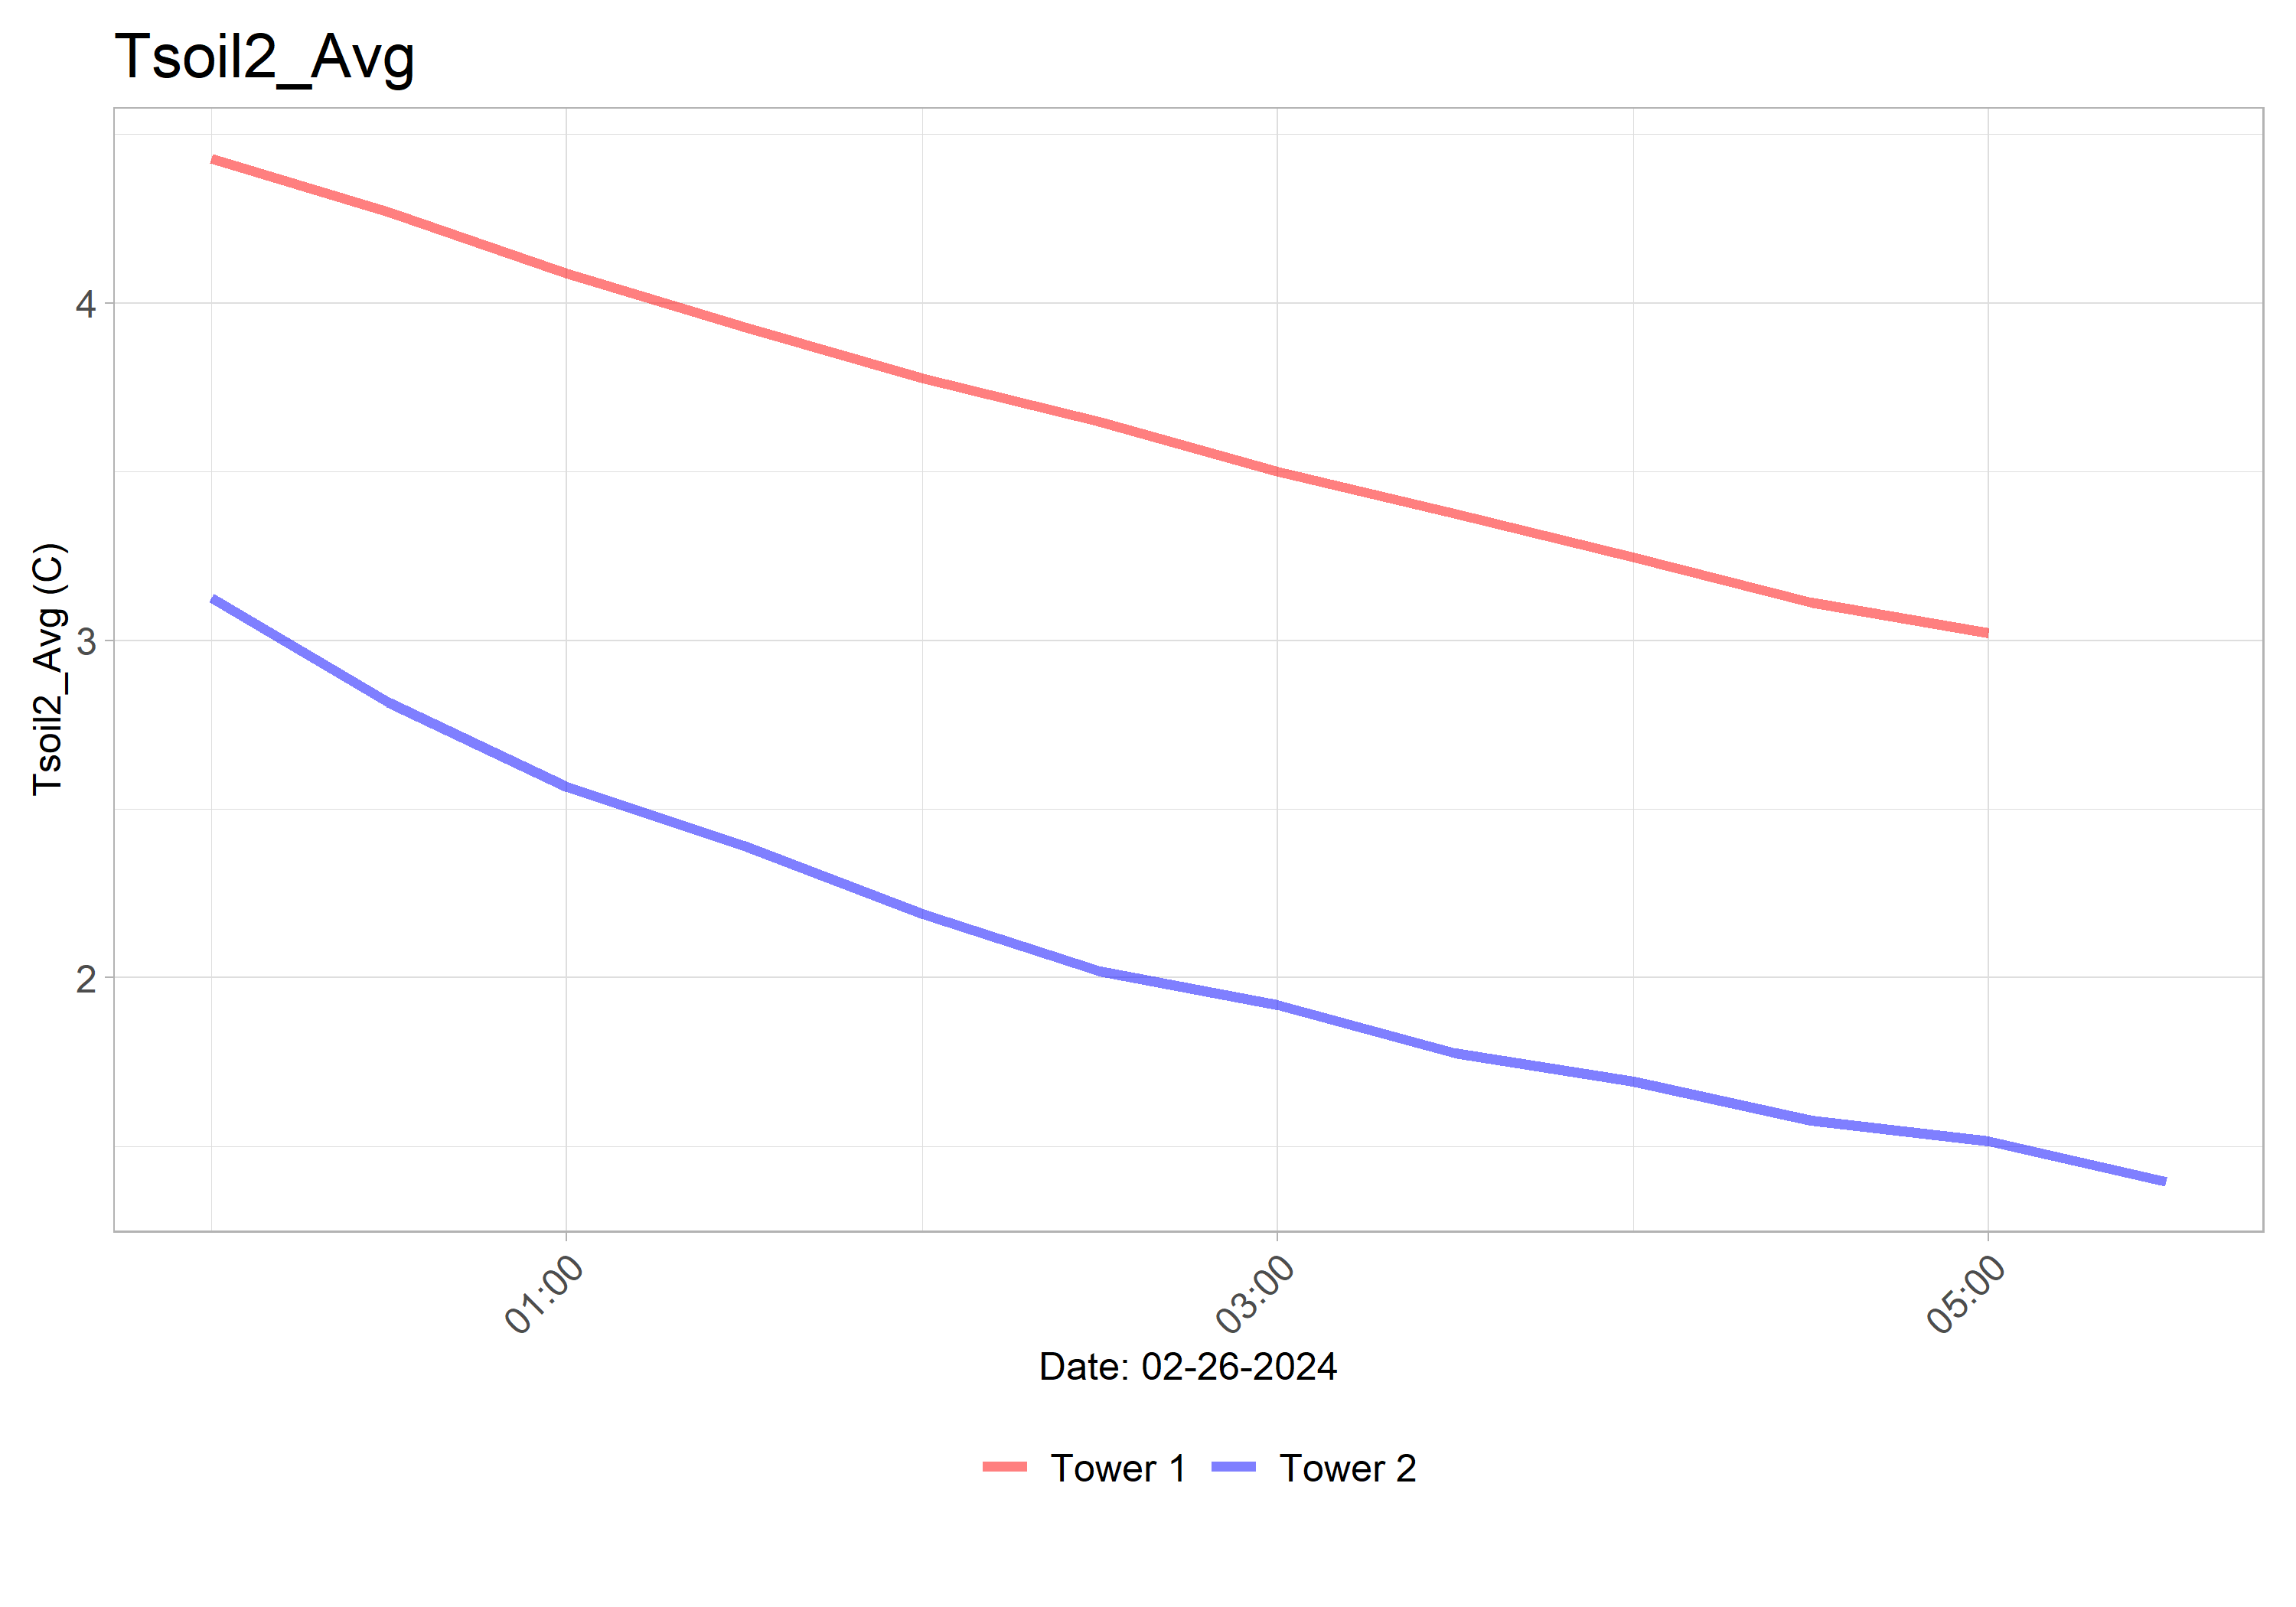 Tsoil2_Avg
Tsoil2_Avg (C)
4
3
2
01:00
03:00
05:00
Date: 02-26-2024
Tower 1
Tower 2